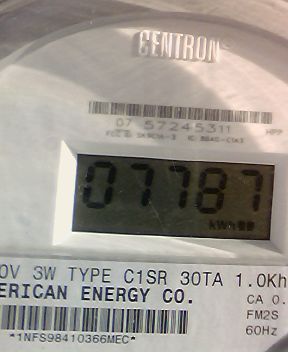 CENTRON
07 57245311
07787
kWh
0V 3W TYPE C1SR 30TA 1.0Kh
ERICAN ENERGY CO.
CA 0.
FM2S
60Hz
*1NFS98410366MEC*